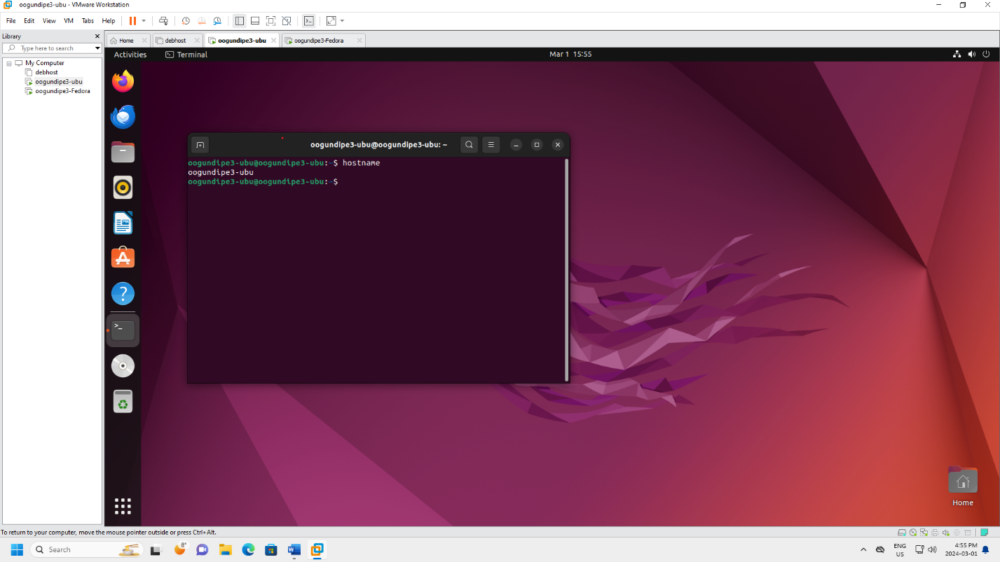 oogundipe3-ubu - VMware Workstation
File Edit View VM Tabs Help
Library
Type here to search
My Computer
debhost
oogundipe3-ubu
oogundipe3-Fedora
Home debhost oogundipe3-ubu oogundipe3-Fedora
Activities Terminal Mar 1 15:55
oogundipe3-ubu@oogundipe3-ubu: ~
oogundipe3-ubu@oogundipe3-ubu:~$ hostname
oogundipe3-ubu
oogundipe3-ubu@oogundipe3-ubu:~$
Home
To return to your computer, move the mouse pointer outside or press Ctrl+Alt.
Search
8°
ENG
US
4:55 PM
2024-03-01